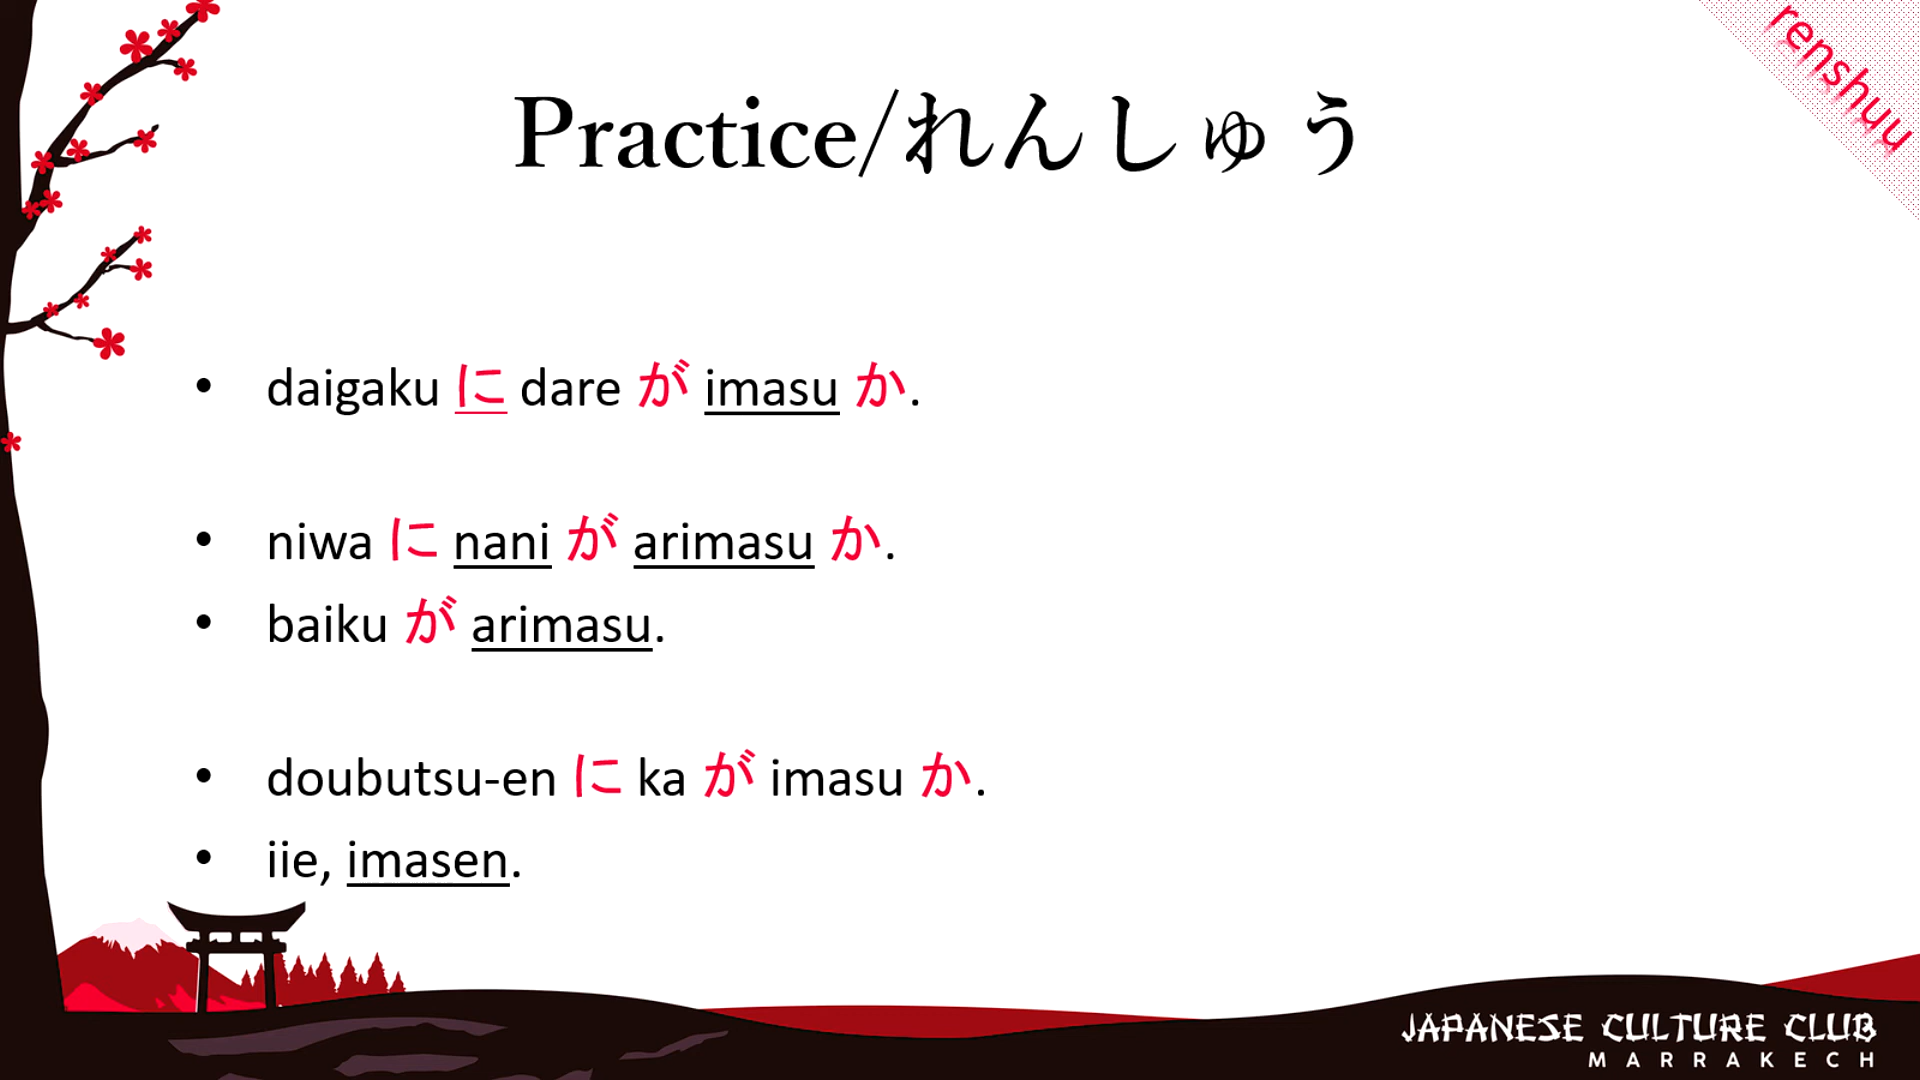 renshuu
Practice/れんしゅう
• daigaku に dare が imasu か.
• niwa に nani が arimasu か.
• baiku が arimasu.
• doubutsu-en に ka が imasu か.
• iie, imasen.
JAPANESE CULTURE CLUB
MARRAKECH